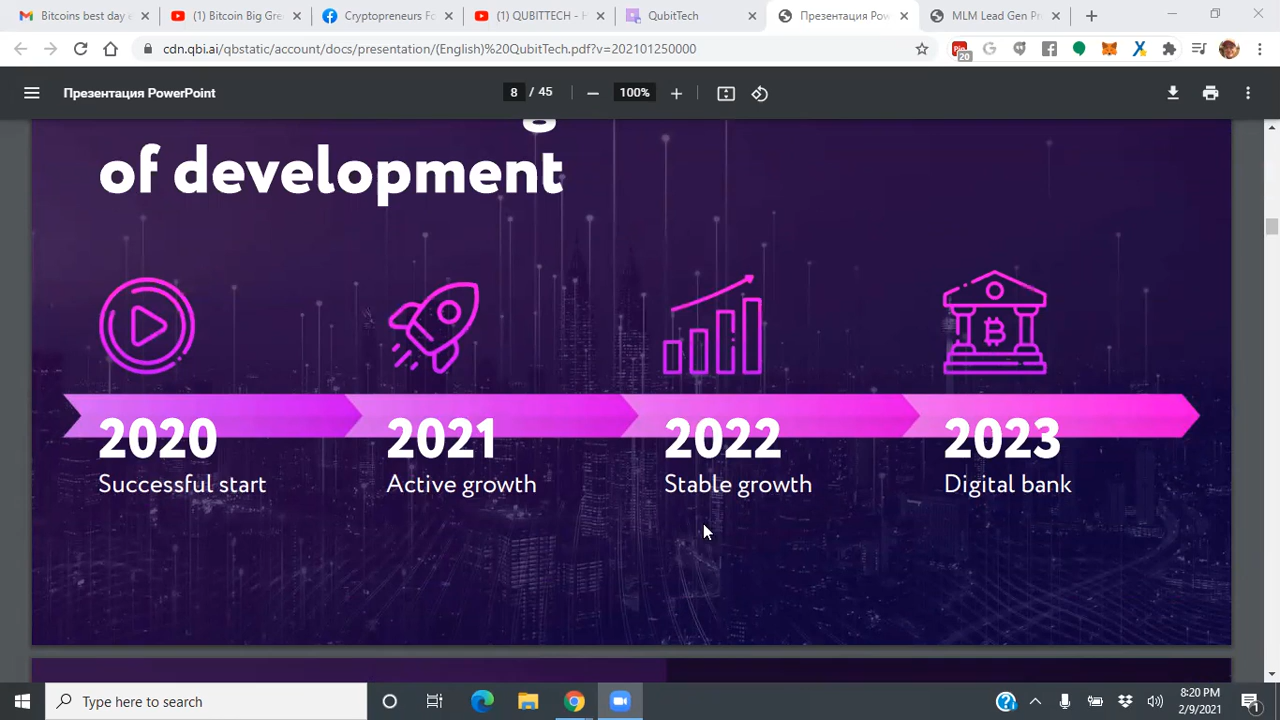 Bitcoins best day e
(1) Bitcoin Big Gre
Cryptopreneurs Fo
(1) QUBITTECH - H
QubitTech
Презентация Pow
MLM Lead Gen Pr
cdn.qbi.ai/qbstatic/account/docs/presentation/(English)%20QubitTech.pdf?v=202101250000
20
Презентация PowerPoint
8 / 45
100%
of development
2020
Successful start
2021
Active growth
2022
Stable growth
2023
Digital bank
Type here to search
8:20 PM
2/9/2021
1